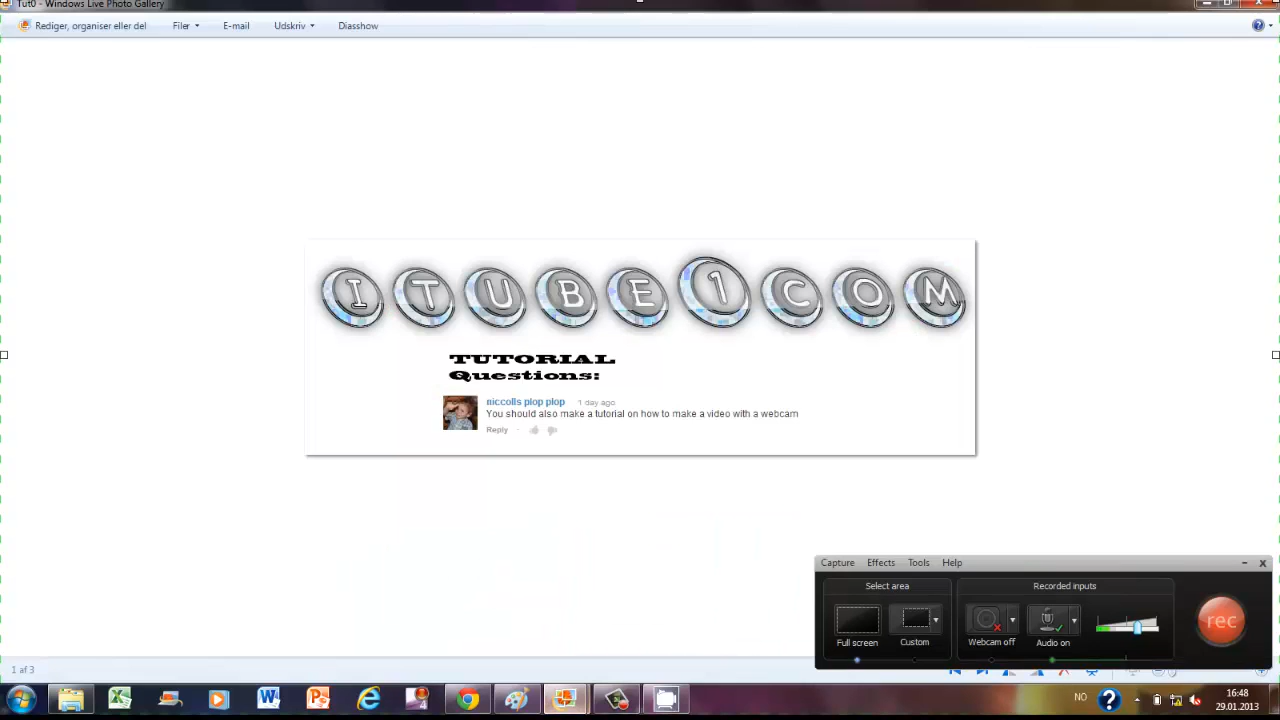 Tut0 - Windows Live Photo Gallery
Rediger, organiser eller del Filer E-mail Udskriv Diasshow
ITUBE1COM
TUTORIAL
Questions:
niccolls plop plop 1 day ago
You should also make a tutorial on how to make a video with a webcam
Reply
Capture Effects Tools Help
Select area Recorded inputs
rec
Full screen Custom Webcam off Audio on
1 af 3
NO 16:48
29.01.2013